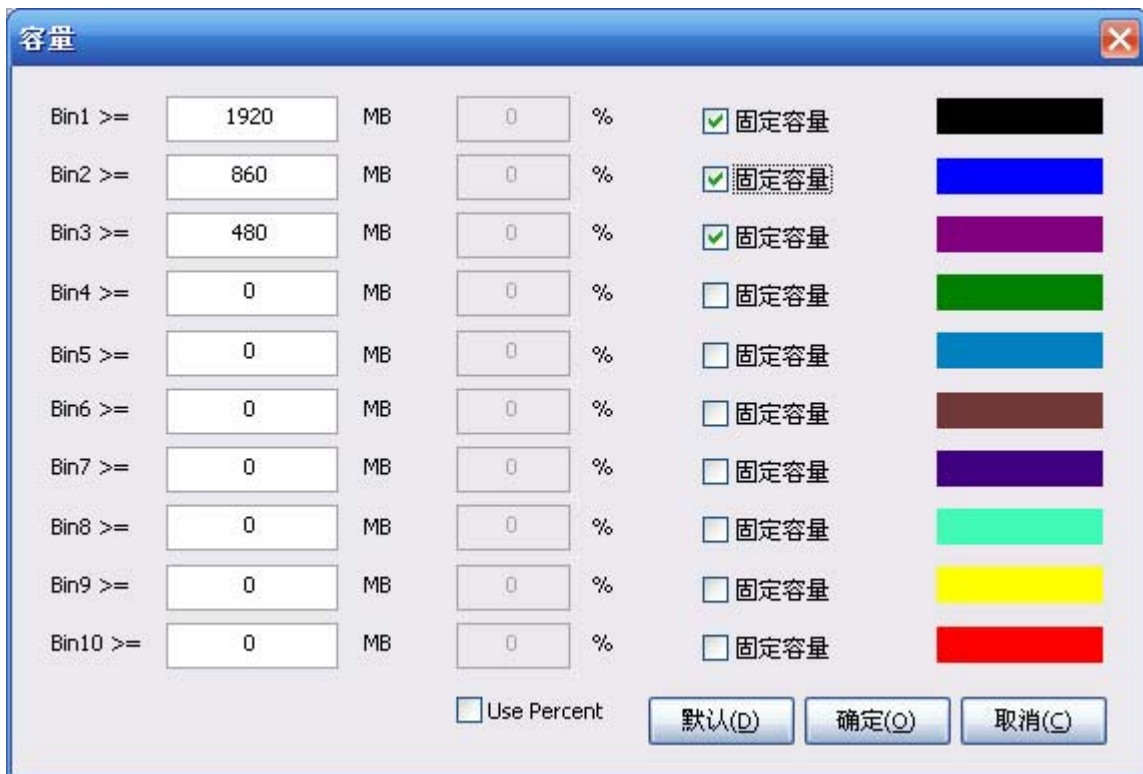 容量
Bin1 >= 1920 MB 0 % 固定容量
Bin2 >= 860 MB 0 % 固定容量
Bin3 >= 480 MB 0 % 固定容量
Bin4 >= 0 MB 0 % 固定容量
Bin5 >= 0 MB 0 % 固定容量
Bin6 >= 0 MB 0 % 固定容量
Bin7 >= 0 MB 0 % 固定容量
Bin8 >= 0 MB 0 % 固定容量
Bin9 >= 0 MB 0 % 固定容量
Bin10 >= 0 MB 0 % 固定容量
Use Percent 默认(D) 确定(O) 取消(C)